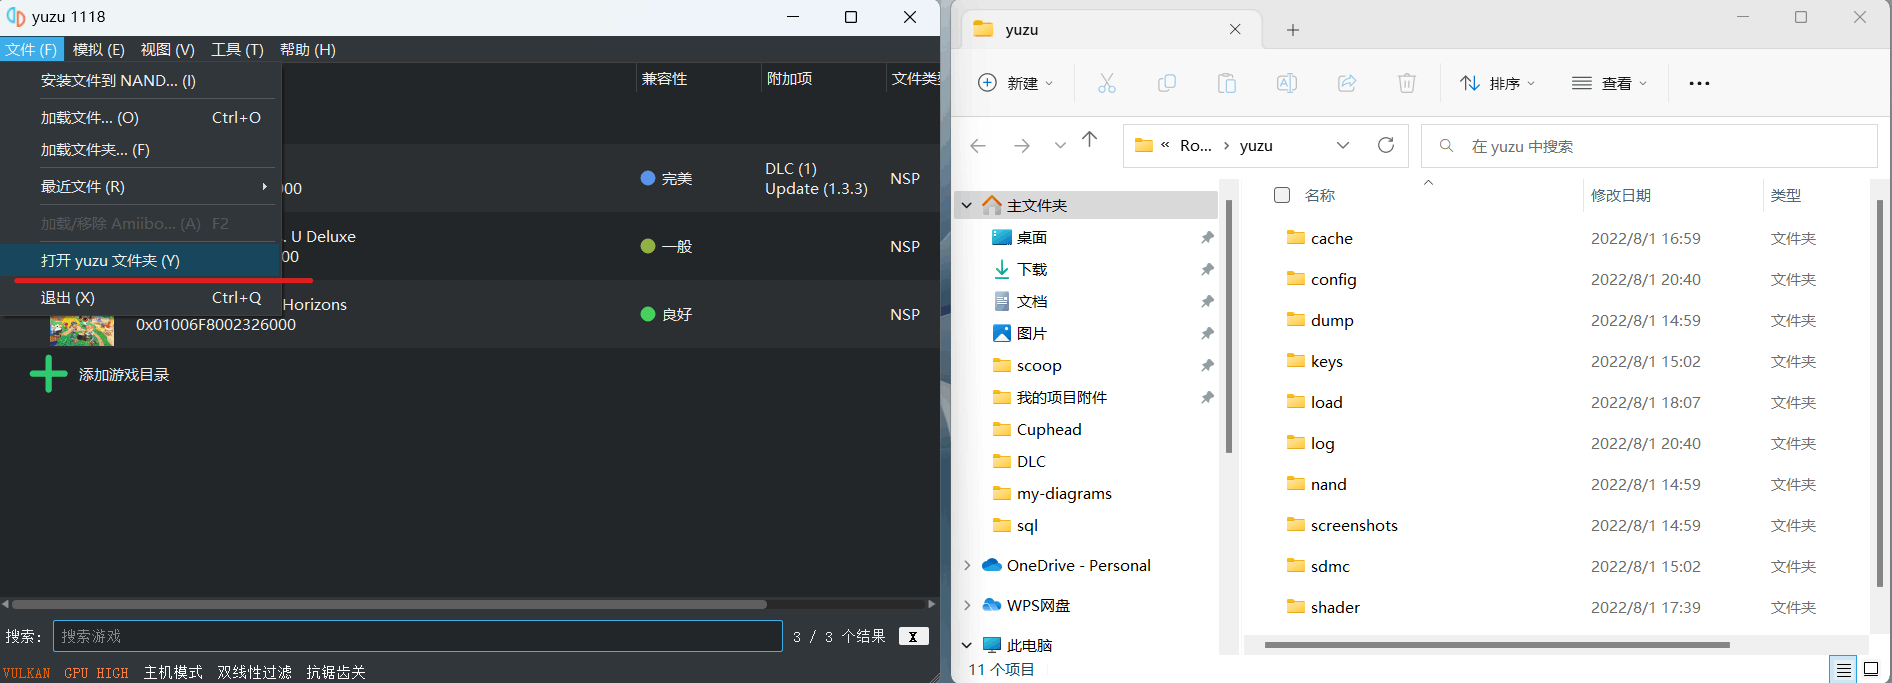 yuzu 1118
文件 (F) 模拟 (E) 视图 (V) 工具 (T) 帮助 (H)
安装文件到 NAND... (I)
加载文件... (O) Ctrl+O
加载文件夹... (F)
最近文件 (R)
加载/移除 Amiibo... (A) F2
打开 yuzu 文件夹 (Y)
退出 (X) Ctrl+Q
兼容性 附加项
000
完美
DLC (1)
Update (1.3.3)
NSP
. U Deluxe
00
一般
NSP
Horizons
0x01006F8002326000
良好
NSP
添加游戏目录
搜索: 搜索游戏 3 / 3 个结果 X
VULKAN GPU HIGH 主机模式 双线性过滤 抗锯齿关
yuzu
新建 排序 查看
« Ro... › yuzu
在 yuzu 中搜索
主文件夹
桌面
下载
文档
图片
scoop
我的项目附件
Cuphead
DLC
my-diagrams
sql
OneDrive - Personal
WPS网盘
此电脑
名称 修改日期 类型
cache 2022/8/1 16:59 文件夹
config 2022/8/1 20:40 文件夹
dump 2022/8/1 14:59 文件夹
keys 2022/8/1 15:02 文件夹
load 2022/8/1 18:07 文件夹
log 2022/8/1 20:40 文件夹
nand 2022/8/1 14:59 文件夹
screenshots 2022/8/1 14:59 文件夹
sdmc 2022/8/1 15:02 文件夹
shader 2022/8/1 17:39 文件夹
11 个项目